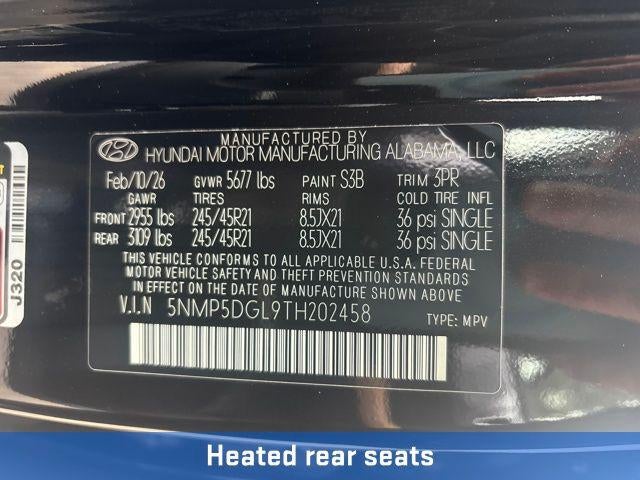 MANUFACTURED BY
HYUNDAI MOTOR MANUFACTURING ALABAMA, LLC
Feb/10/26 GVWR 5677 lbs PAINT S3B TRIM 3PR
GAWR TIRES RIMS COLD TIRE INFL
FRONT 2955 lbs 245/45R21 8.5JX21 36 psi SINGLE
REAR 3109 lbs 245/45R21 8.5JX21 36 psi SINGLE
THIS VEHICLE CONFORMS TO ALL APPLICABLE U.S.A. FEDERAL
MOTOR VEHICLE SAFETY AND THEFT PREVENTION STANDARDS
IN EFFECT ON THE DATE OF MANUFACTURE SHOWN ABOVE.
V.I.N 5NMP5DGL9TH202458 TYPE: MPV
J320
Heated rear seats